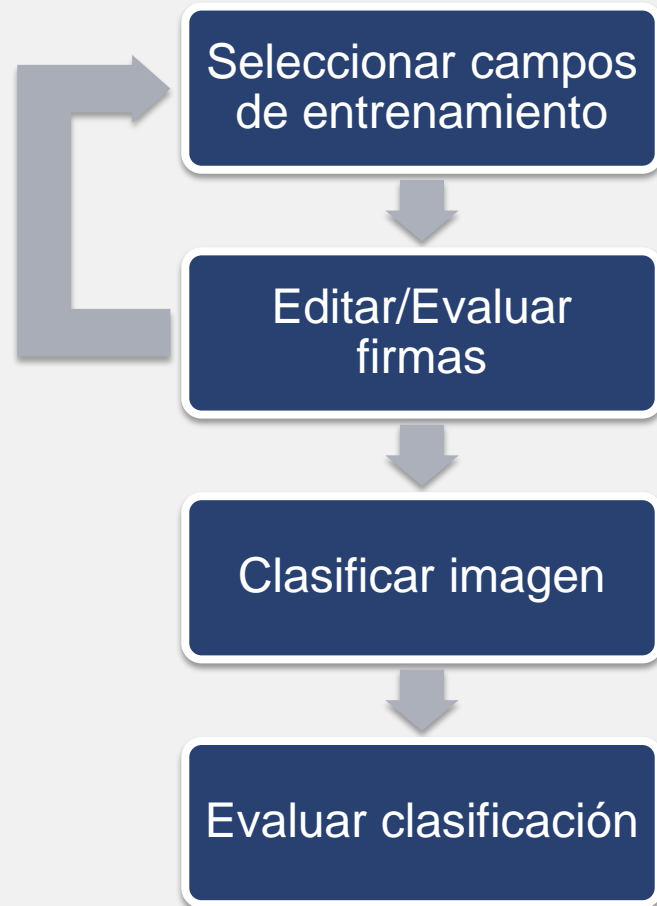 Seleccionar campos
de entrenamiento
Editar/Evaluar
firmas
Clasificar imagen
Evaluar clasificación